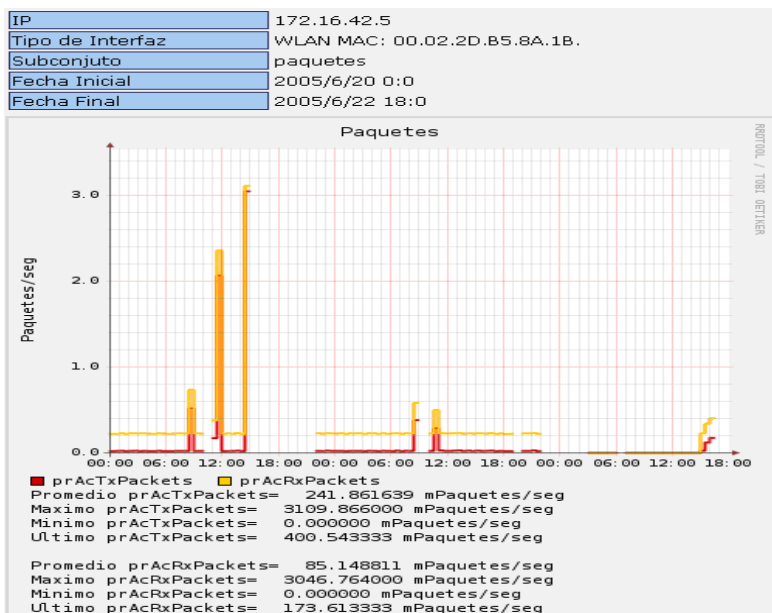 IP 172.16.42.5
Tipo de Interfaz WLAN MAC: 00.02.2D.B5.8A.1B.
Subconjuto paquetes
Fecha Inicial 2005/6/20 0:0
Fecha Final 2005/6/22 18:0
Paquetes
RRDTOOL / TOBI OETIKER
Paquetes/seg
3.0
2.0
1.0
0.0
00:00 06:00 12:00 18:00 00:00 06:00 12:00 18:00 00:00 06:00 12:00 18:00
prAcTxPackets prAcRxPackets
Promedio prAcTxPackets= 241.861639 mPaquetes/seg
Maximo prAcTxPackets= 3109.866000 mPaquetes/seg
Minimo prAcTxPackets= 0.000000 mPaquetes/seg
Ultimo prAcTxPackets= 400.543333 mPaquetes/seg
Promedio prAcRxPackets= 85.148811 mPaquetes/seg
Maximo prAcRxPackets= 3046.764000 mPaquetes/seg
Minimo prAcRxPackets= 0.000000 mPaquetes/seg
Ultimo prAcRxPackets= 173.613333 mPaquetes/seg